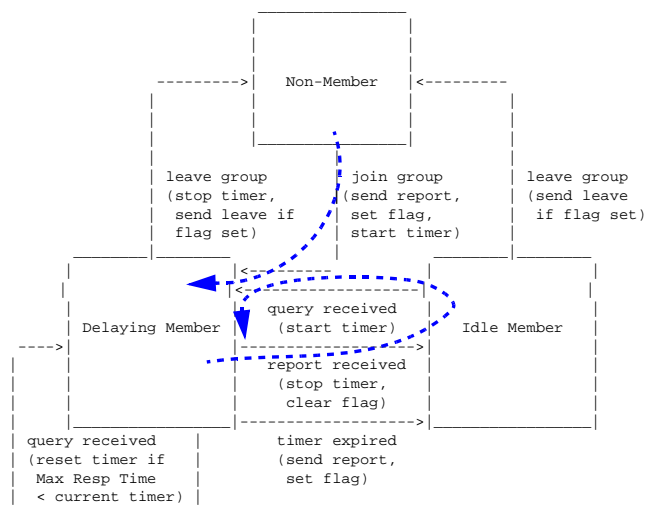 Non-Member
leave group
(stop timer,
send leave if
flag set)
join group
(send report,
set flag,
start timer)
leave group
(send leave
if flag set)
query received
(start timer)
Delaying Member
Idle Member
report received
(stop timer,
clear flag)
query received
(reset timer if
Max Resp Time
< current timer)
timer expired
(send report,
set flag)